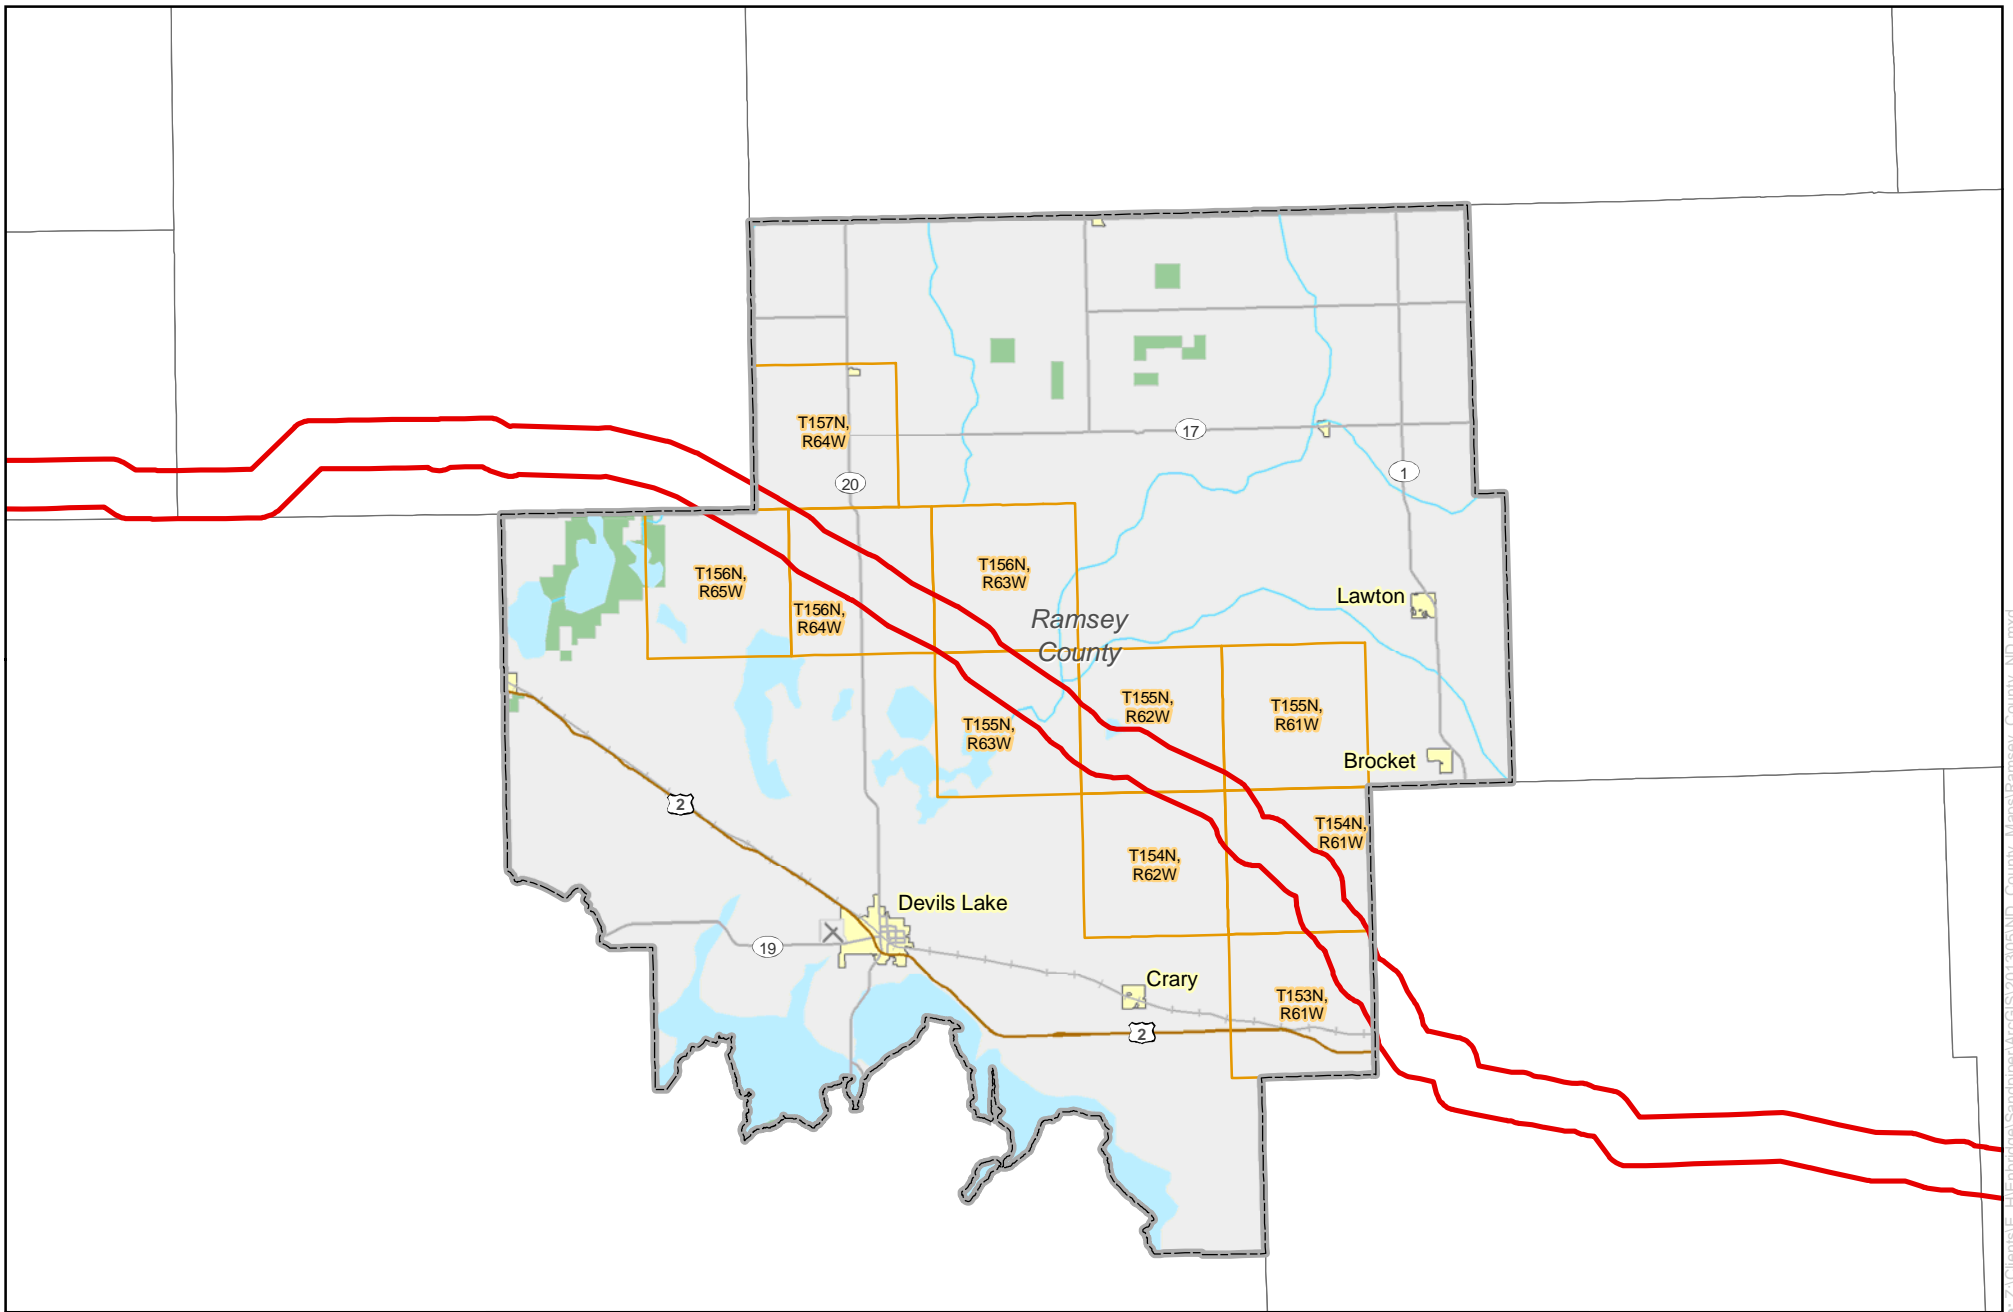 T157N,
R64W
17
20
1
T156N,
R65W
T156N,
R64W
T156N,
R63W
Ramsey
County
Lawton
T155N,
R63W
T155N,
R62W
T155N,
R61W
Brocket
2
T154N,
R61W
T154N,
R62W
Devils Lake
19
Crary
T153N,
R61W
2